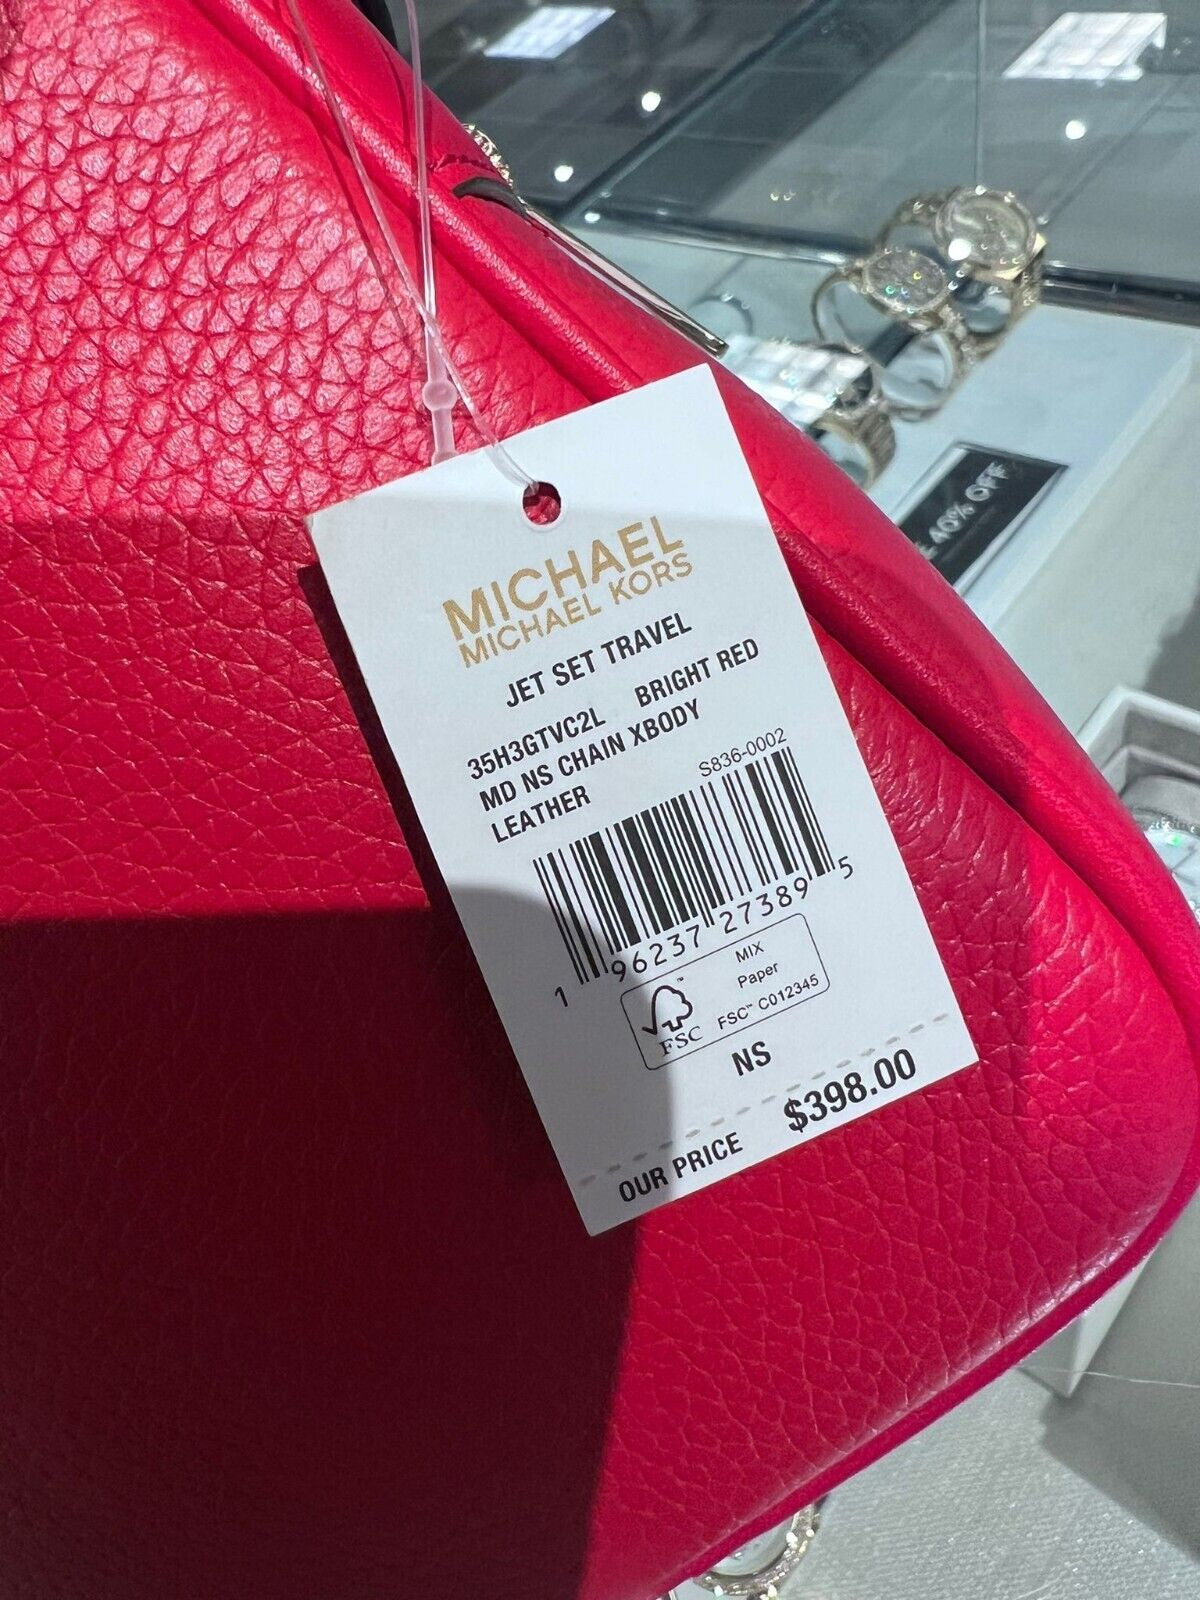 MICHAEL
MICHAEL KORS
JET SET TRAVEL
35H3GTVC2L BRIGHT RED
MD NS CHAIN XBODY
LEATHER
S836-0002
1 96237 27389 5
MIX
Paper
FSC™ C012345
FSC
NS
OUR PRICE $398.00
40% OFF